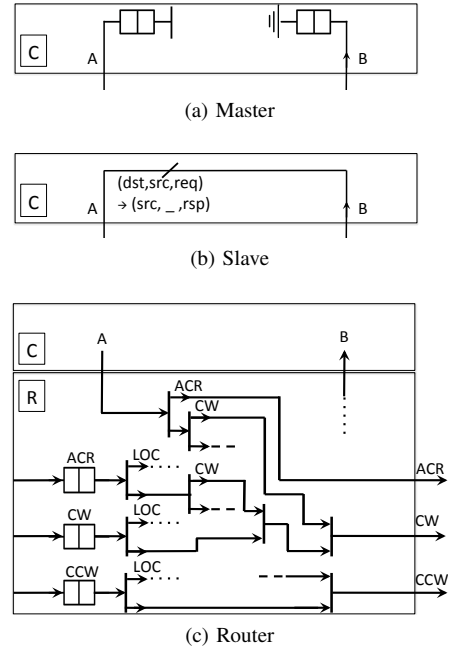 C
A
B
(a) Master
(dst,src,req)
→ (src, _ ,rsp)
C
A
B
(b) Slave
C
A
B
R
ACR
CW
ACR
LOC
CW
ACR
CW
LOC
CW
CCW
LOC
CCW
(c) Router